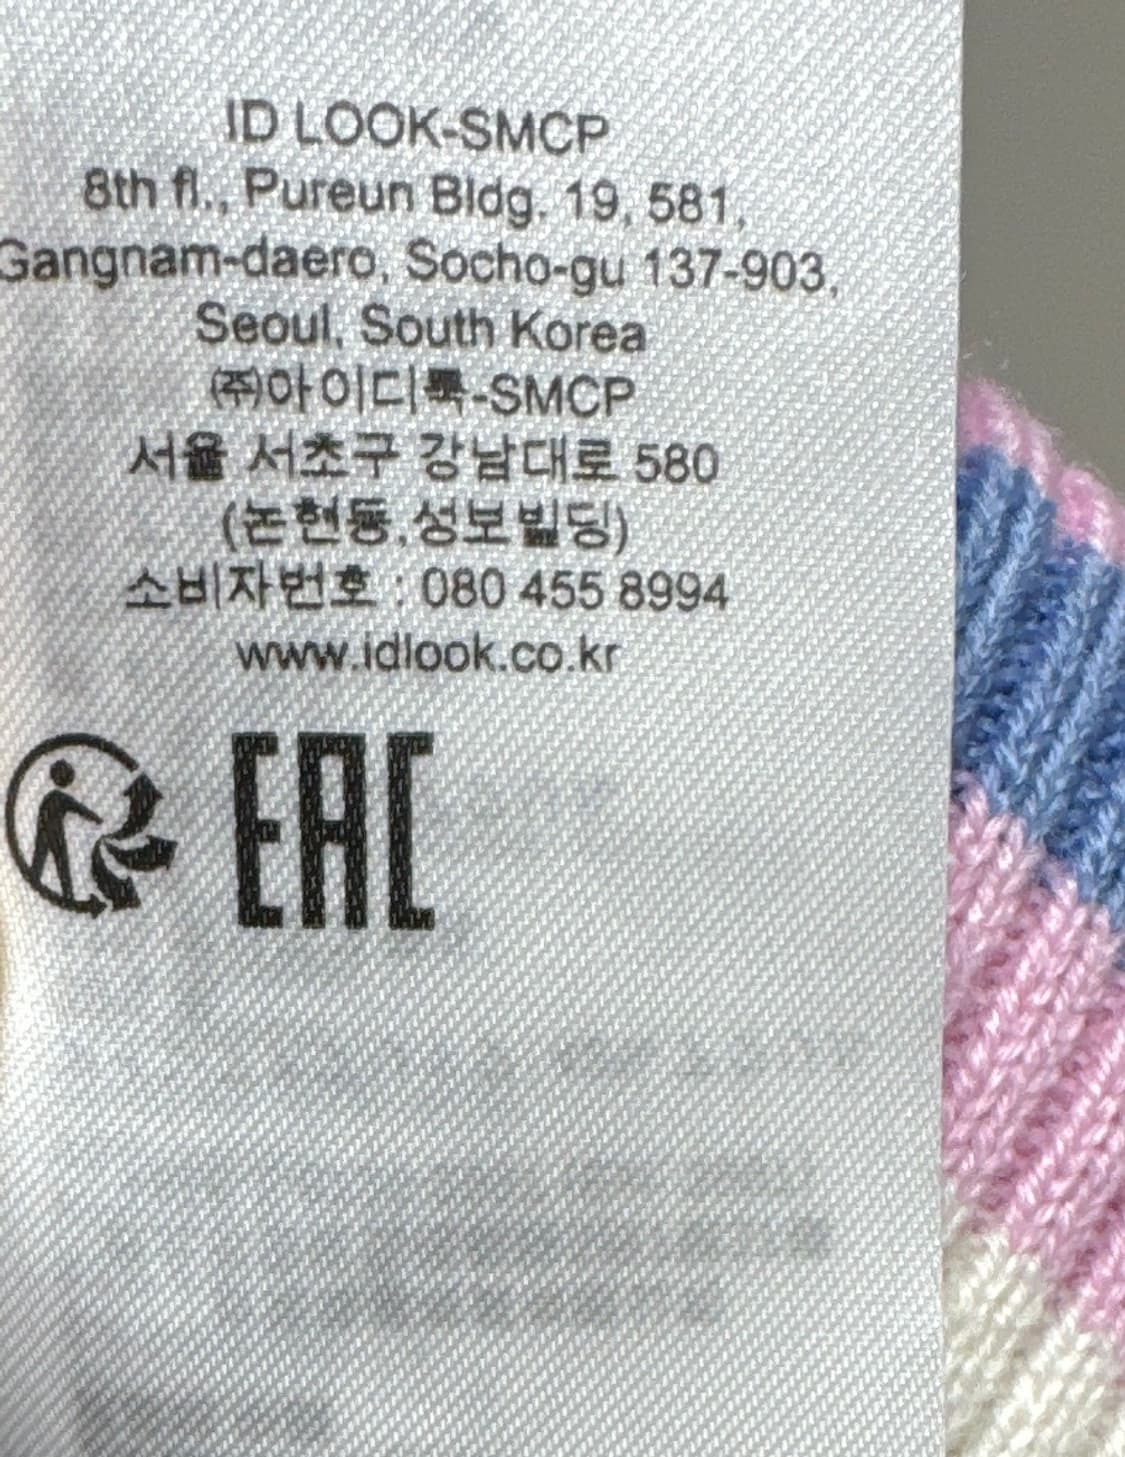 ID LOOK-SMCP
8th fl., Pureun Bldg. 19, 581,
Gangnam-daero, Socho-gu 137-903,
Seoul, South Korea
㈜아이디룩-SMCP
서울 서초구 강남대로 580
(논현동,성보빌딩)
소비자번호 : 080 455 8994
www.idlook.co.kr
EAC